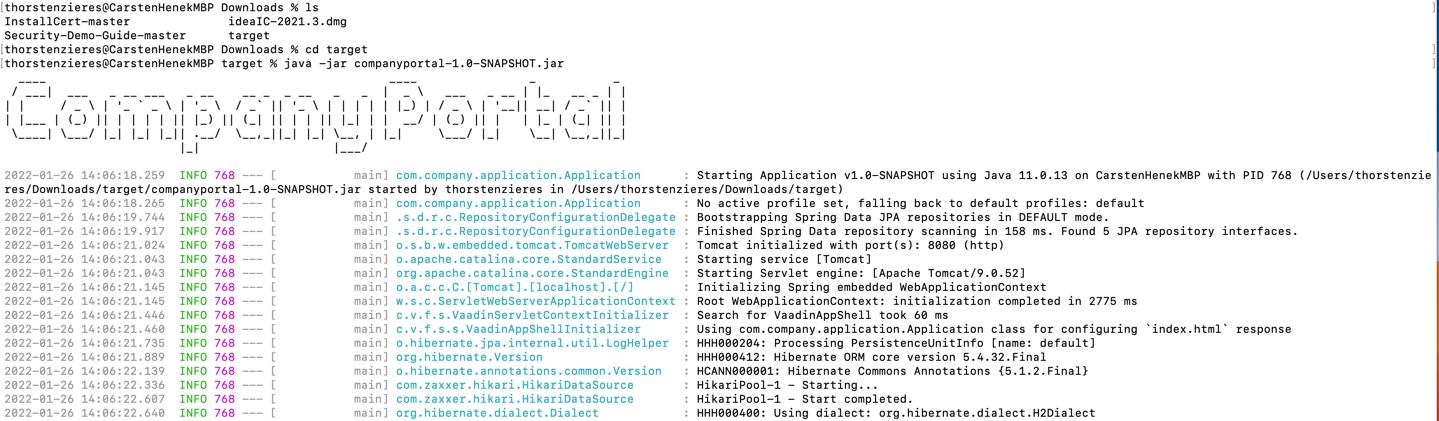 [thorstenzieres@CarstenHenekMBP Downloads % ls ]
InstallCert-master ideaIC-2021.3.dmg
Security-Demo-Guide-master target
[thorstenzieres@CarstenHenekMBP Downloads % cd target ]
[thorstenzieres@CarstenHenekMBP target % java -jar companyportal-1.0-SNAPSHOT.jar ]
CompanyPortal
2022-01-26 14:06:18.259 INFO 768 --- [ main] com.company.application.Application : Starting Application v1.0-SNAPSHOT using Java 11.0.13 on CarstenHenekMBP with PID 768 (/Users/thorstenzie
res/Downloads/target/companyportal-1.0-SNAPSHOT.jar started by thorstenzieres in /Users/thorstenzieres/Downloads/target)
2022-01-26 14:06:18.265 INFO 768 --- [ main] com.company.application.Application : No active profile set, falling back to default profiles: default
2022-01-26 14:06:19.744 INFO 768 --- [ main] .s.d.r.c.RepositoryConfigurationDelegate : Bootstrapping Spring Data JPA repositories in DEFAULT mode.
2022-01-26 14:06:19.917 INFO 768 --- [ main] .s.d.r.c.RepositoryConfigurationDelegate : Finished Spring Data repository scanning in 158 ms. Found 5 JPA repository interfaces.
2022-01-26 14:06:21.024 INFO 768 --- [ main] o.s.b.w.embedded.tomcat.TomcatWebServer : Tomcat initialized with port(s): 8080 (http)
2022-01-26 14:06:21.043 INFO 768 --- [ main] o.apache.catalina.core.StandardService : Starting service [Tomcat]
2022-01-26 14:06:21.043 INFO 768 --- [ main] org.apache.catalina.core.StandardEngine : Starting Servlet engine: [Apache Tomcat/9.0.52]
2022-01-26 14:06:21.145 INFO 768 --- [ main] o.a.c.c.C.[Tomcat].[localhost].[/] : Initializing Spring embedded WebApplicationContext
2022-01-26 14:06:21.145 INFO 768 --- [ main] w.s.c.ServletWebServerApplicationContext : Root WebApplicationContext: initialization completed in 2775 ms
2022-01-26 14:06:21.446 INFO 768 --- [ main] c.v.f.s.VaadinServletContextInitializer : Search for VaadinAppShell took 60 ms
2022-01-26 14:06:21.460 INFO 768 --- [ main] c.v.f.s.s.VaadinAppShellInitializer : Using com.company.application.Application class for configuring `index.html` response
2022-01-26 14:06:21.735 INFO 768 --- [ main] o.hibernate.jpa.internal.util.LogHelper : HHH000204: Processing PersistenceUnitInfo [name: default]
2022-01-26 14:06:21.889 INFO 768 --- [ main] org.hibernate.Version : HHH000412: Hibernate ORM core version 5.4.32.Final
2022-01-26 14:06:22.139 INFO 768 --- [ main] o.hibernate.annotations.common.Version : HCANN000001: Hibernate Commons Annotations {5.1.2.Final}
2022-01-26 14:06:22.336 INFO 768 --- [ main] com.zaxxer.hikari.HikariDataSource : HikariPool-1 - Starting...
2022-01-26 14:06:22.607 INFO 768 --- [ main] com.zaxxer.hikari.HikariDataSource : HikariPool-1 - Start completed.
2022-01-26 14:06:22.640 INFO 768 --- [ main] org.hibernate.dialect.Dialect : HHH000400: Using dialect: org.hibernate.dialect.H2Dialect